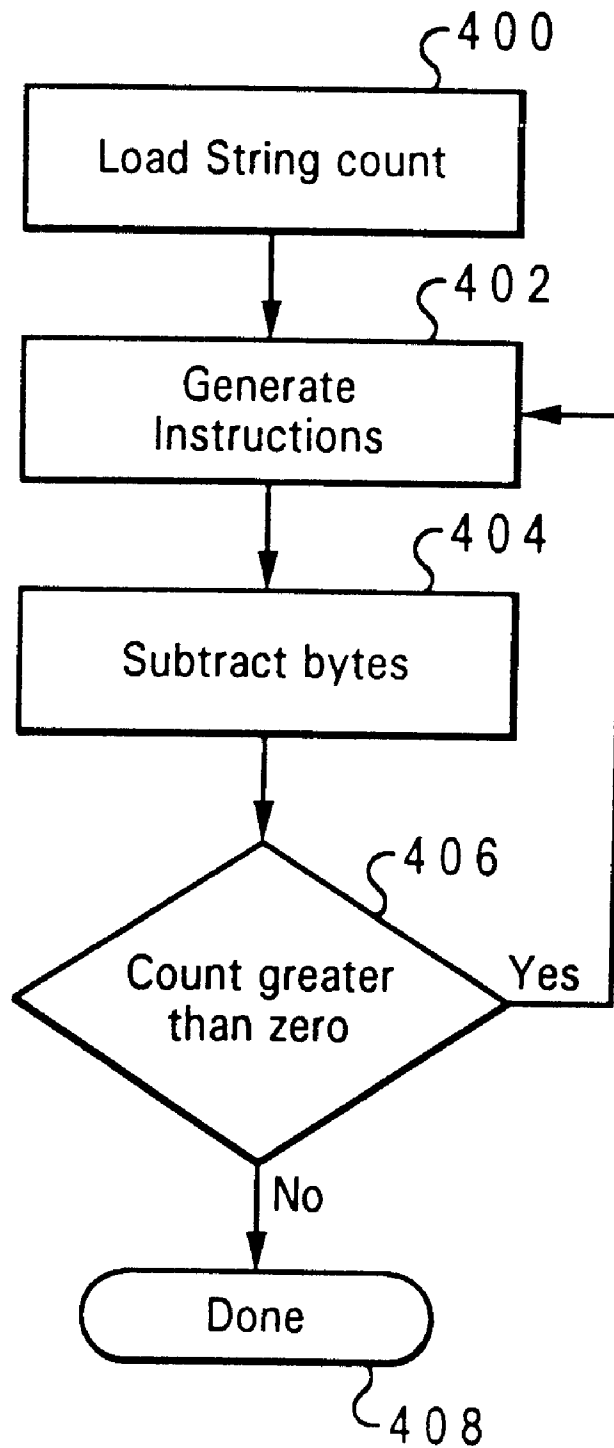 400
Load String count
402
Generate
Instructions
404
Subtract bytes
406
Count greater
than zero
Yes
No
Done
408